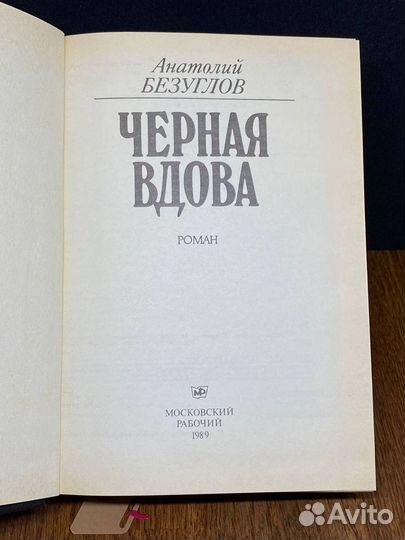 Анатолий
БЕЗУГЛОВ
ЧЕРНАЯ
ВДОВА
РОМАН
МР
МОСКОВСКИЙ
РАБОЧИЙ
1989
Avito